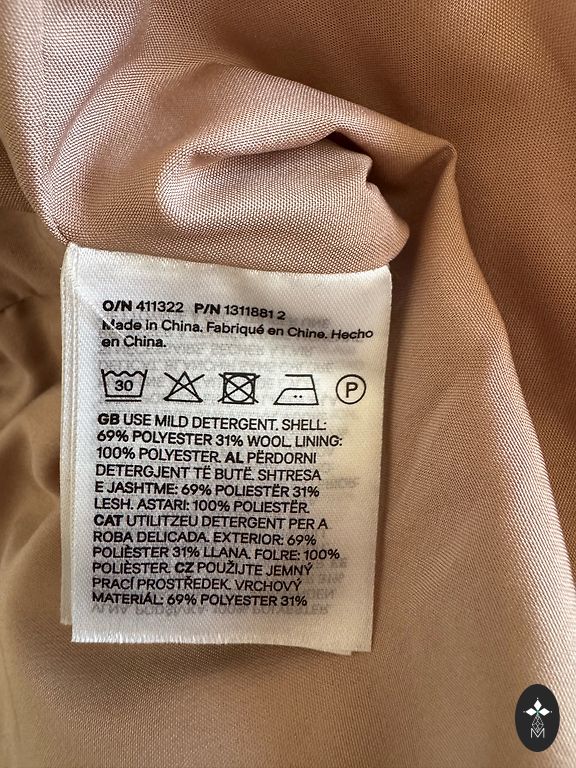 O/N 411322 P/N 1311881 2
Made in China. Fabriqué en Chine. Hecho
en China.
30
P
GB USE MILD DETERGENT. SHELL:
69% POLYESTER 31% WOOL. LINING:
100% POLYESTER. AL PËRDORNI
DETERGJENT TË BUTË. SHTRESA
E JASHTME: 69% POLIESTËR 31%
LESH. ASTARI: 100% POLIESTËR.
CAT UTILITZEU DETERGENT PER A
ROBA DELICADA. EXTERIOR: 69%
POLIÈSTER 31% LLANA. FOLRE: 100%
POLIÈSTER. CZ POUŽIJTE JEMNÝ
PRACÍ PROSTŘEDEK. VRCHOVÝ
MATERIÁL: 69% POLYESTER 31%
M